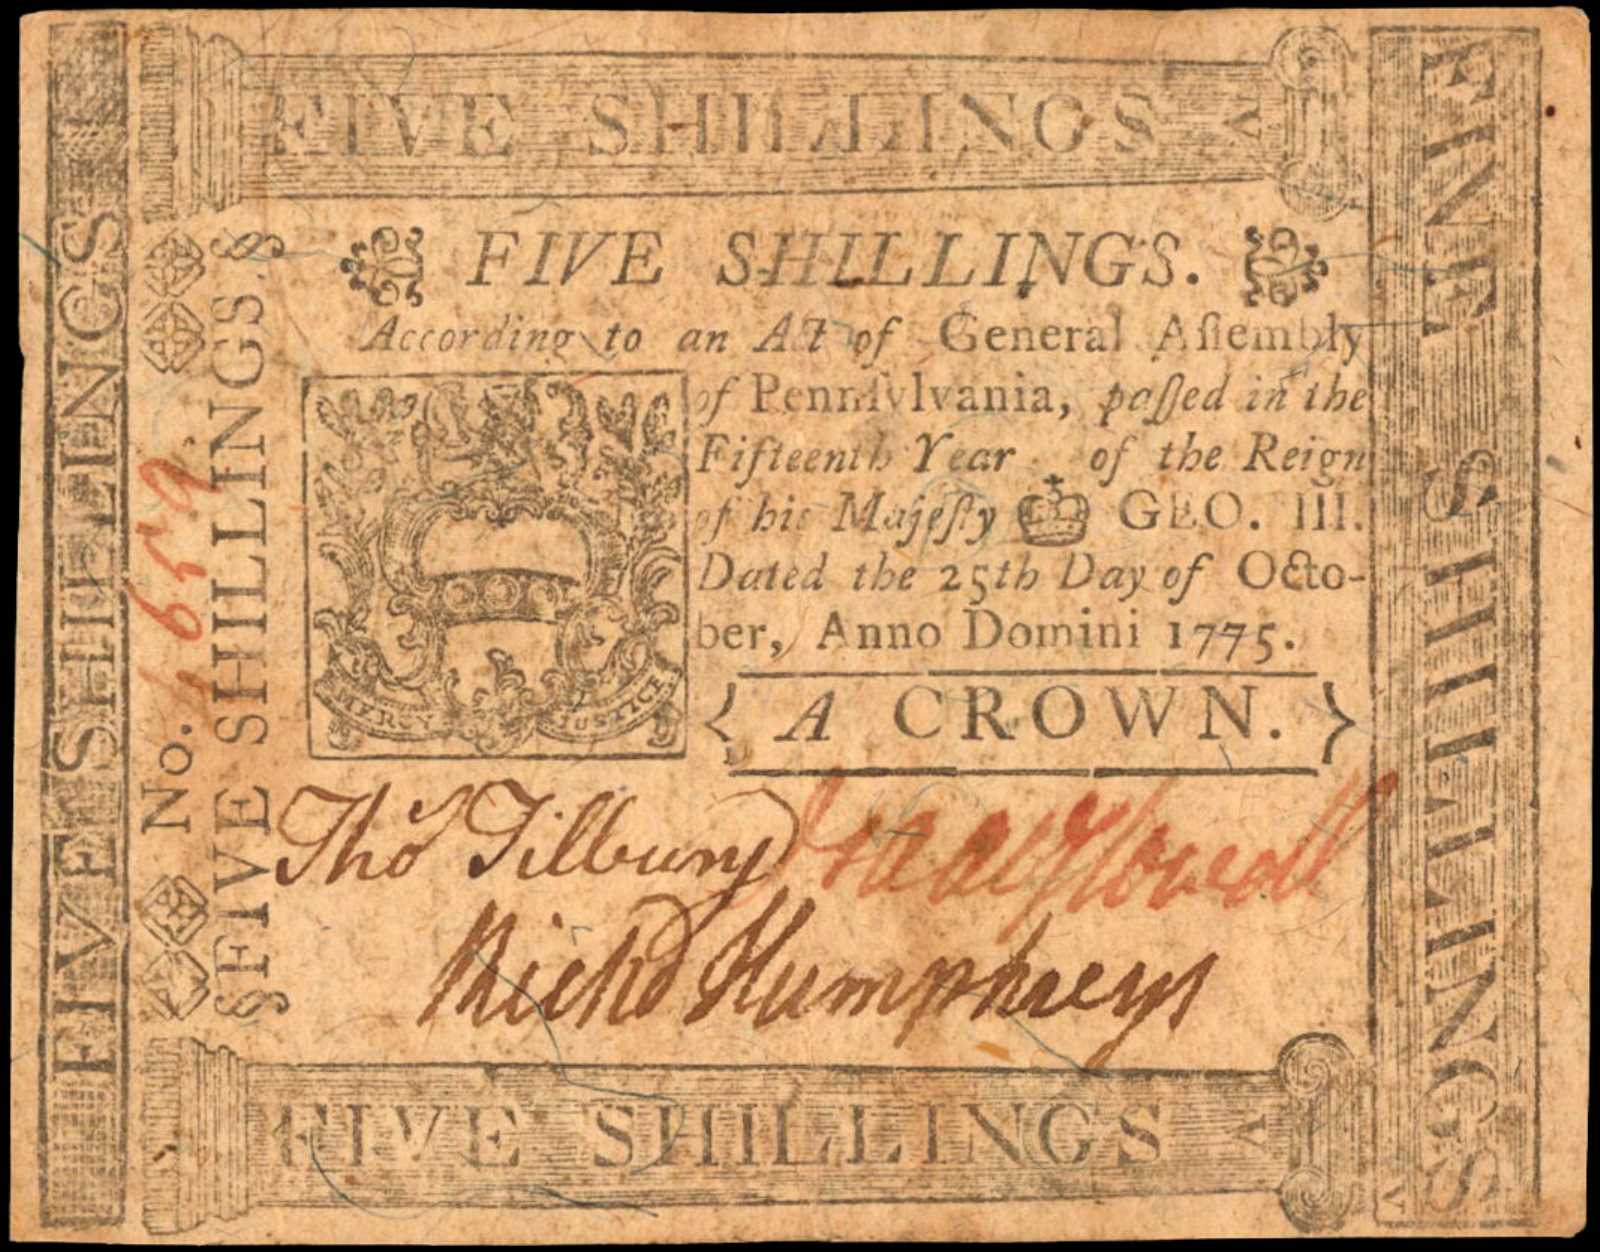 FIVE SHILLINGS
FIVE SHILLINGS.
According to an Act of General Aſſembly
of Pennſylvania, paſſed in the
Fifteenth Year of the Reign
of his Majeſty GEO. III.
Dated the 25th Day of Octo-
ber, Anno Domini 1775.
MERCY JUSTICE
A CROWN.
Thoˢ Tilbury
Richd Humphreys
FIVE SHILLINGS
FIVE SHILLINGS
No.
FIVE SHILLINGS.
FIVE SHILLINGS